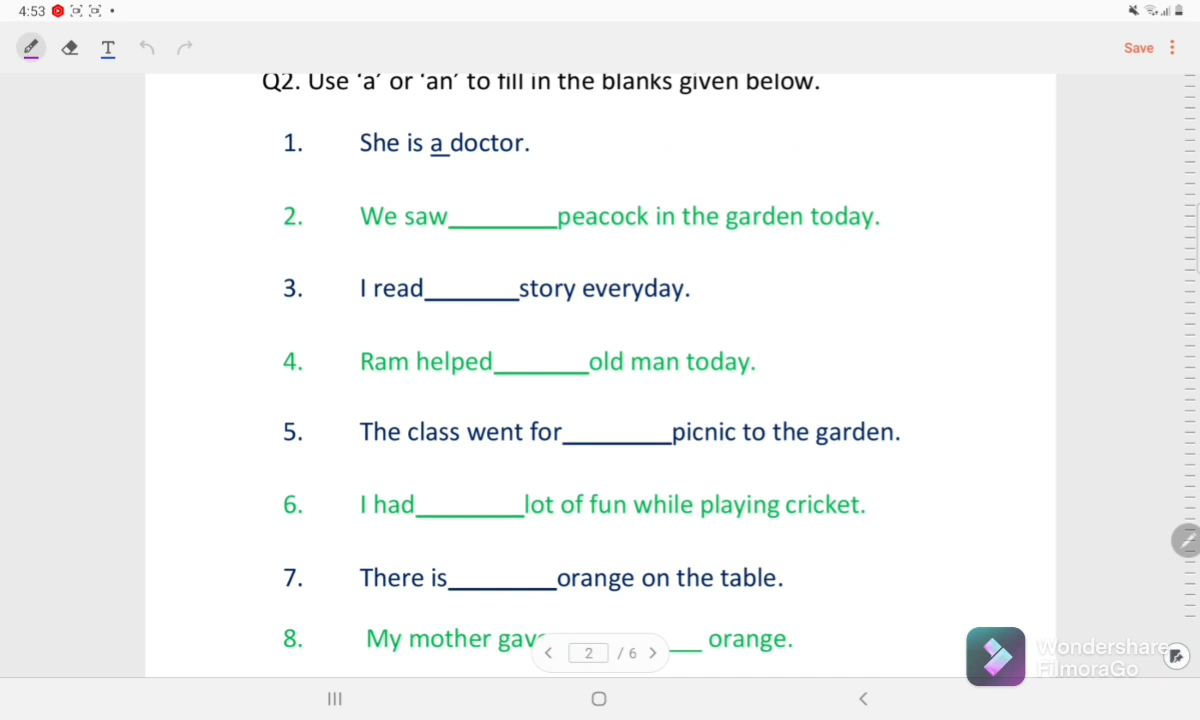 4:53
T
Save
Q2. Use ‘a’ or ‘an’ to fill in the blanks given below.
1. She is a doctor.
2. We saw________peacock in the garden today.
3. I read_______story everyday.
4. Ram helped_______old man today.
5. The class went for________picnic to the garden.
6. I had________lot of fun while playing cricket.
7. There is________orange on the table.
8. My mother gave ___ orange.
< 2 / 6 >
Wondershare
FilmoraGo